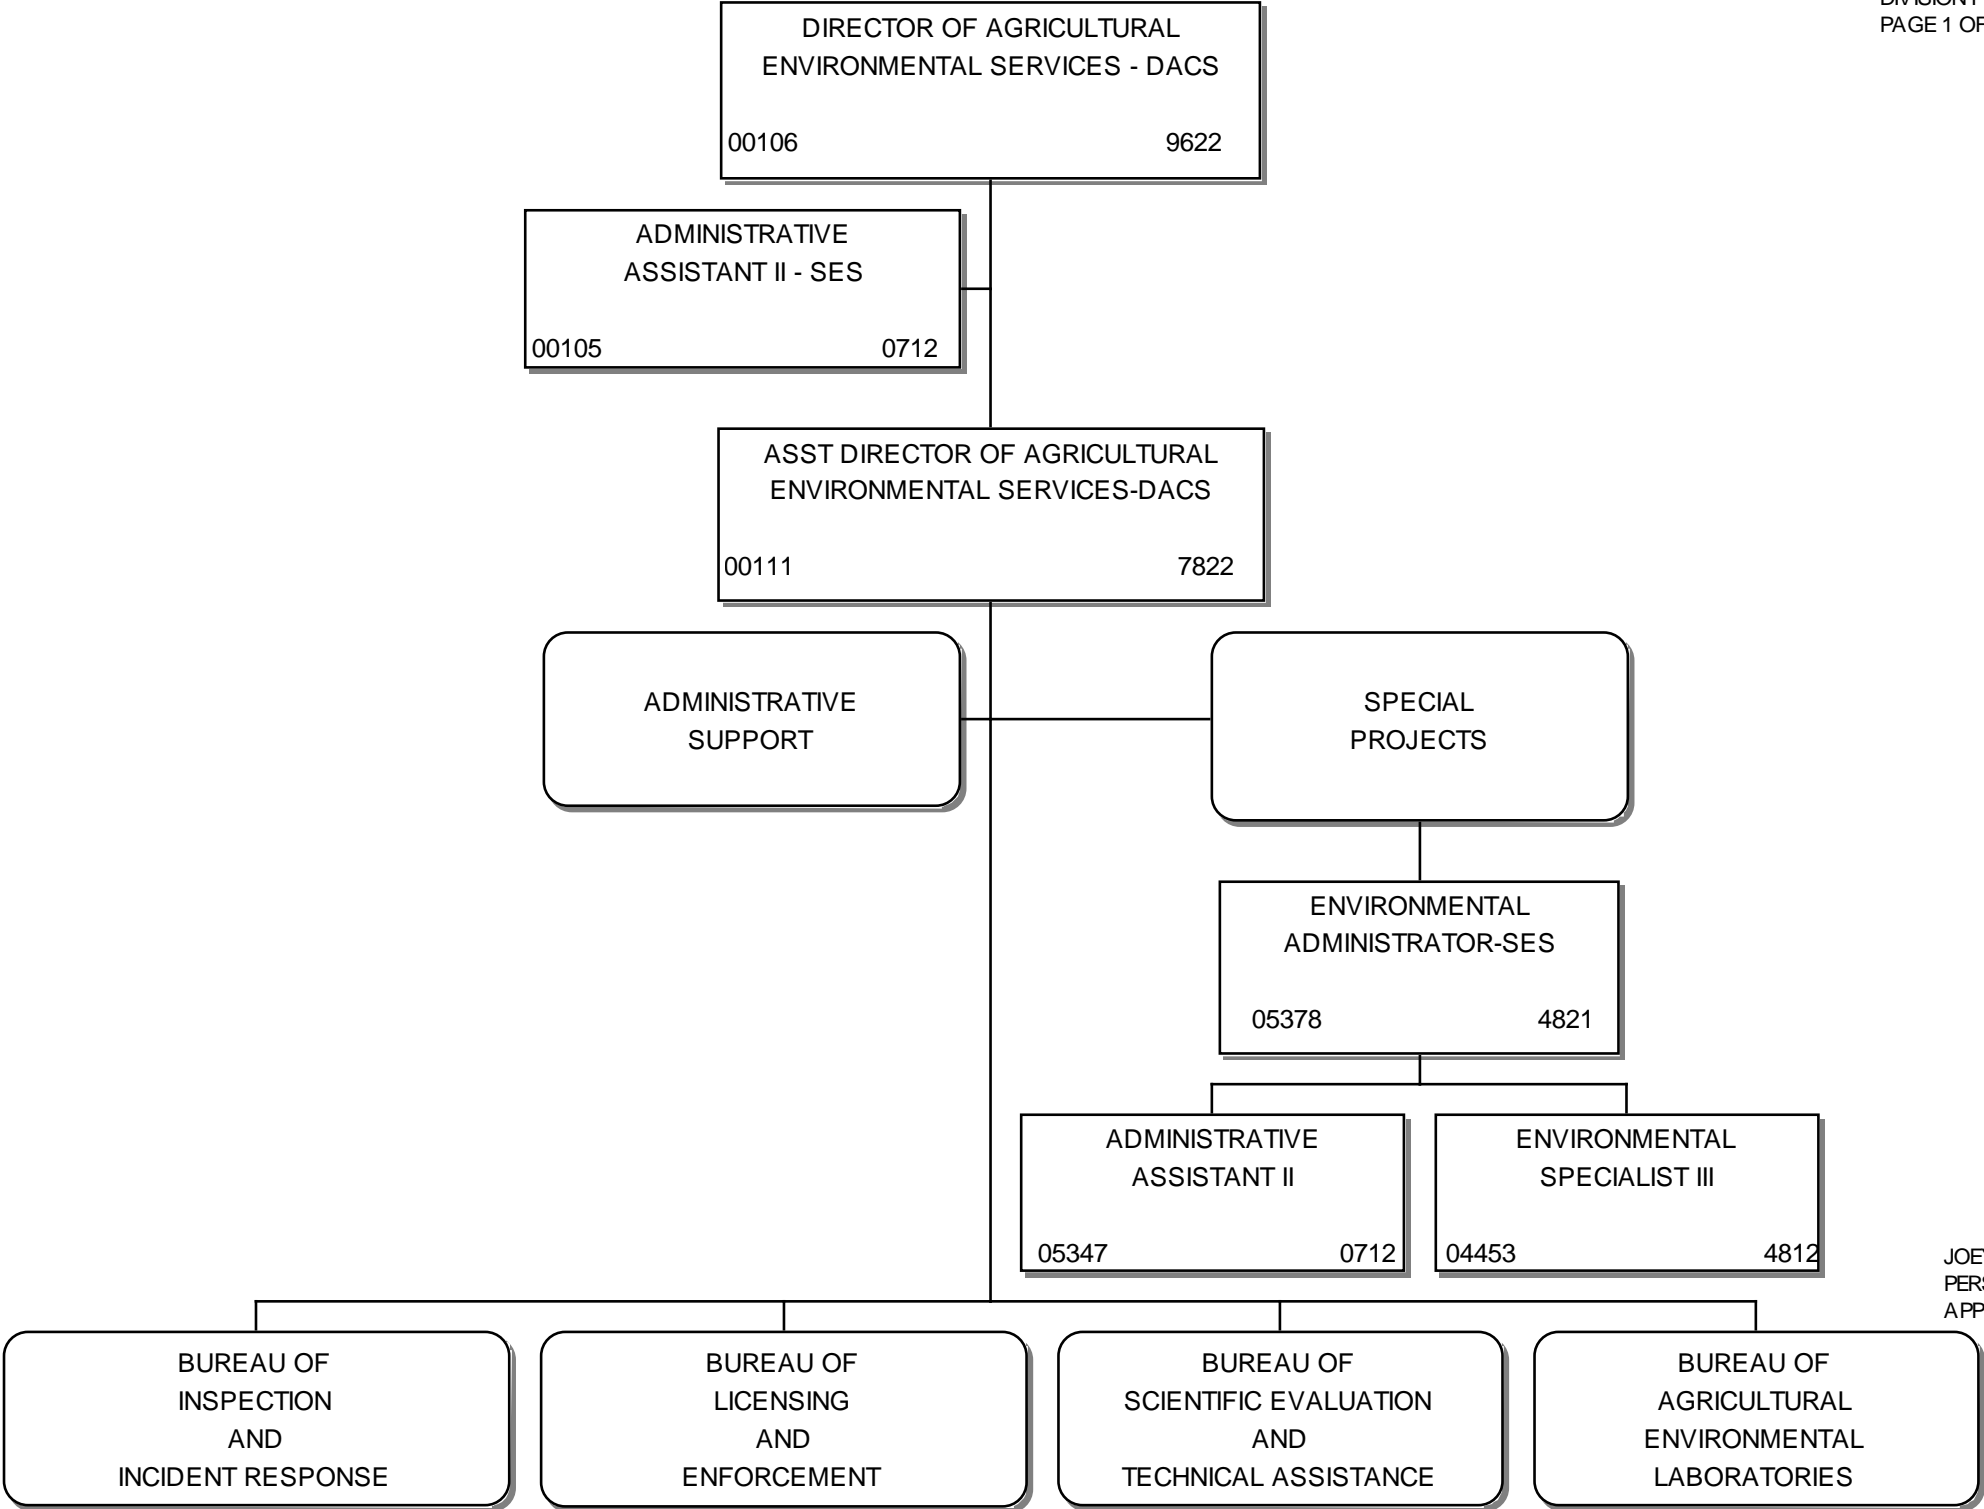 DIRECTOR OF AGRICULTURAL
ENVIRONMENTAL SERVICES - DACS
00106 9622
PAGE 1 OF
ADMINISTRATIVE
ASSISTANT II - SES
00105 0712
ASST DIRECTOR OF AGRICULTURAL
ENVIRONMENTAL SERVICES-DACS
00111 7822
ADMINISTRATIVE
SUPPORT
SPECIAL
PROJECTS
ENVIRONMENTAL
ADMINISTRATOR-SES
05378 4821
ADMINISTRATIVE
ASSISTANT II
05347 0712
ENVIRONMENTAL
SPECIALIST III
04453 4812
BUREAU OF
INSPECTION
AND
INCIDENT RESPONSE
BUREAU OF
LICENSING
AND
ENFORCEMENT
BUREAU OF
SCIENTIFIC EVALUATION
AND
TECHNICAL ASSISTANCE
BUREAU OF
AGRICULTURAL
ENVIRONMENTAL
LABORATORIES